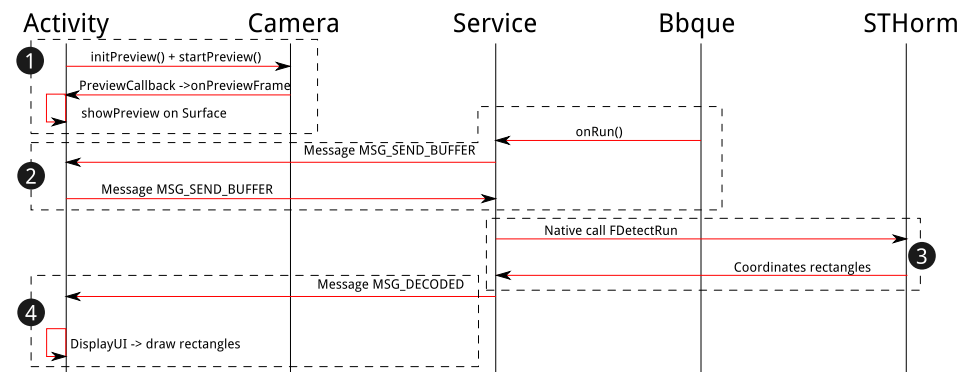 Activity Camera Service Bbque STHorm
1
initPreview() + startPreview()
PreviewCallback ->onPreviewFrame
showPreview on Surface
onRun()
Message MSG_SEND_BUFFER
2
Message MSG_SEND_BUFFER
Native call FDetectRun
3
Coordinates rectangles
Message MSG_DECODED
4
DisplayUI -> draw rectangles